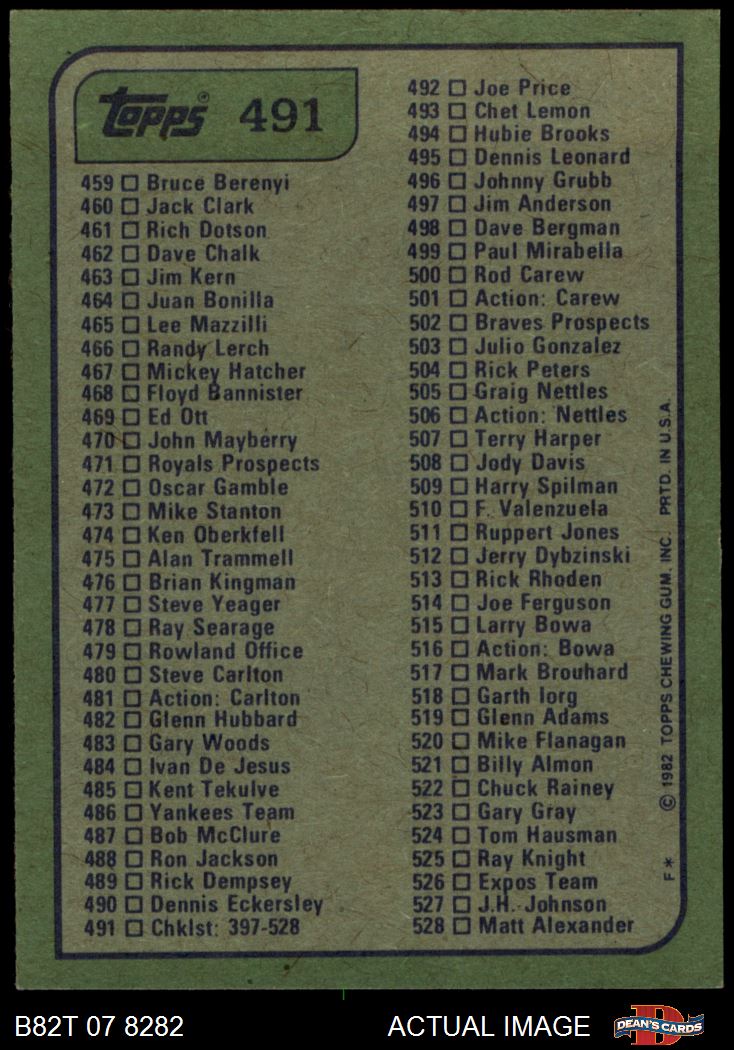 Topps® 491
459 Bruce Berenyi
460 Jack Clark
461 Rich Dotson
462 Dave Chalk
463 Jim Kern
464 Juan Bonilla
465 Lee Mazzilli
466 Randy Lerch
467 Mickey Hatcher
468 Floyd Bannister
469 Ed Ott
470 John Mayberry
471 Royals Prospects
472 Oscar Gamble
473 Mike Stanton
474 Ken Oberkfell
475 Alan Trammell
476 Brian Kingman
477 Steve Yeager
478 Ray Searage
479 Rowland Office
480 Steve Carlton
481 Action: Carlton
482 Glenn Hubbard
483 Gary Woods
484 Ivan De Jesus
485 Kent Tekulve
486 Yankees Team
487 Bob McClure
488 Ron Jackson
489 Rick Dempsey
490 Dennis Eckersley
491 Chklst: 397-528
492 Joe Price
493 Chet Lemon
494 Hubie Brooks
495 Dennis Leonard
496 Johnny Grubb
497 Jim Anderson
498 Dave Bergman
499 Paul Mirabella
500 Rod Carew
501 Action: Carew
502 Braves Prospects
503 Julio Gonzalez
504 Rick Peters
505 Graig Nettles
506 Action: Nettles
507 Terry Harper
508 Jody Davis
509 Harry Spilman
510 F. Valenzuela
511 Ruppert Jones
512 Jerry Dybzinski
513 Rick Rhoden
514 Joe Ferguson
515 Larry Bowa
516 Action: Bowa
517 Mark Brouhard
518 Garth Iorg
519 Glenn Adams
520 Mike Flanagan
521 Billy Almon
522 Chuck Rainey
523 Gary Gray
524 Tom Hausman
525 Ray Knight
526 Expos Team
527 J.H. Johnson
528 Matt Alexander
F* © 1982 TOPPS CHEWING GUM, INC. PRTD. IN U.S.A.
B82T 07 8282 ACTUAL IMAGE D DEAN'S CARDS